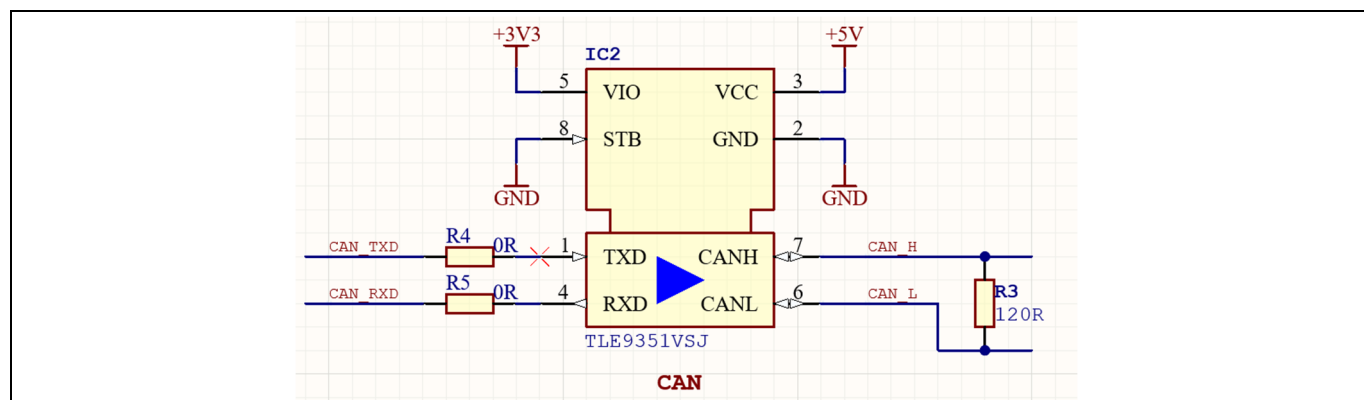 +3V3
+5V
IC2
5 VIO VCC 3
8 STB GND 2
GND
GND
R4
CAN_TXD 0R 1 TXD CANH 7 CAN_H
R5
CAN_RXD 0R 4 RXD CANL 6 CAN_L
R3
120R
TLE9351VSJ
CAN